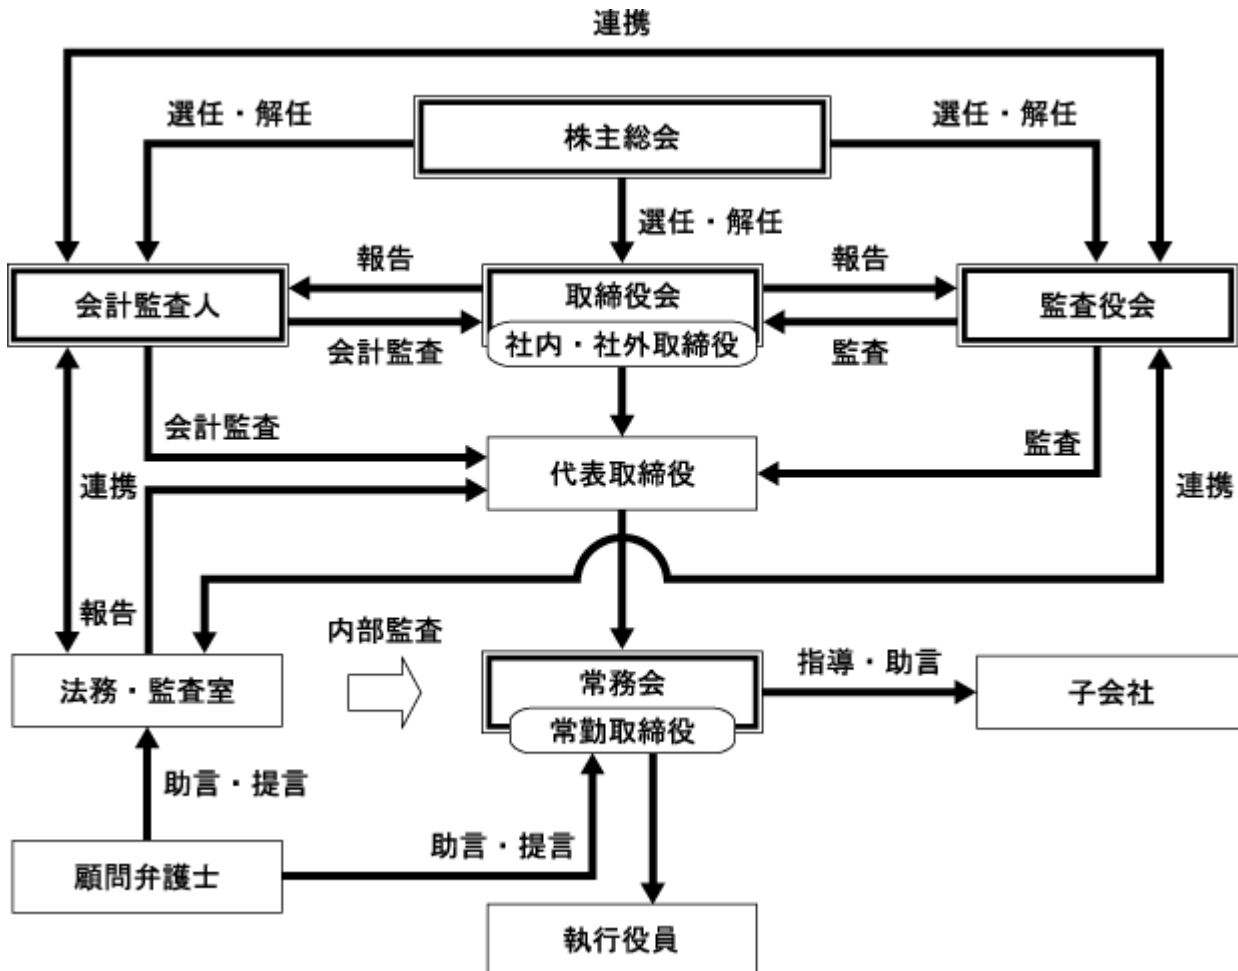 連携
選任・解任
株主総会
選任・解任
選任・解任
報告
報告
会計監査人
取締役会
監査役会
社内・社外取締役
会計監査
監査
会計監査
監査
代表取締役
連携
連携
報告
内部監査
法務・監査室
常務会
指導・助言
子会社
常勤取締役
助言・提言
助言・提言
顧問弁護士
執行役員